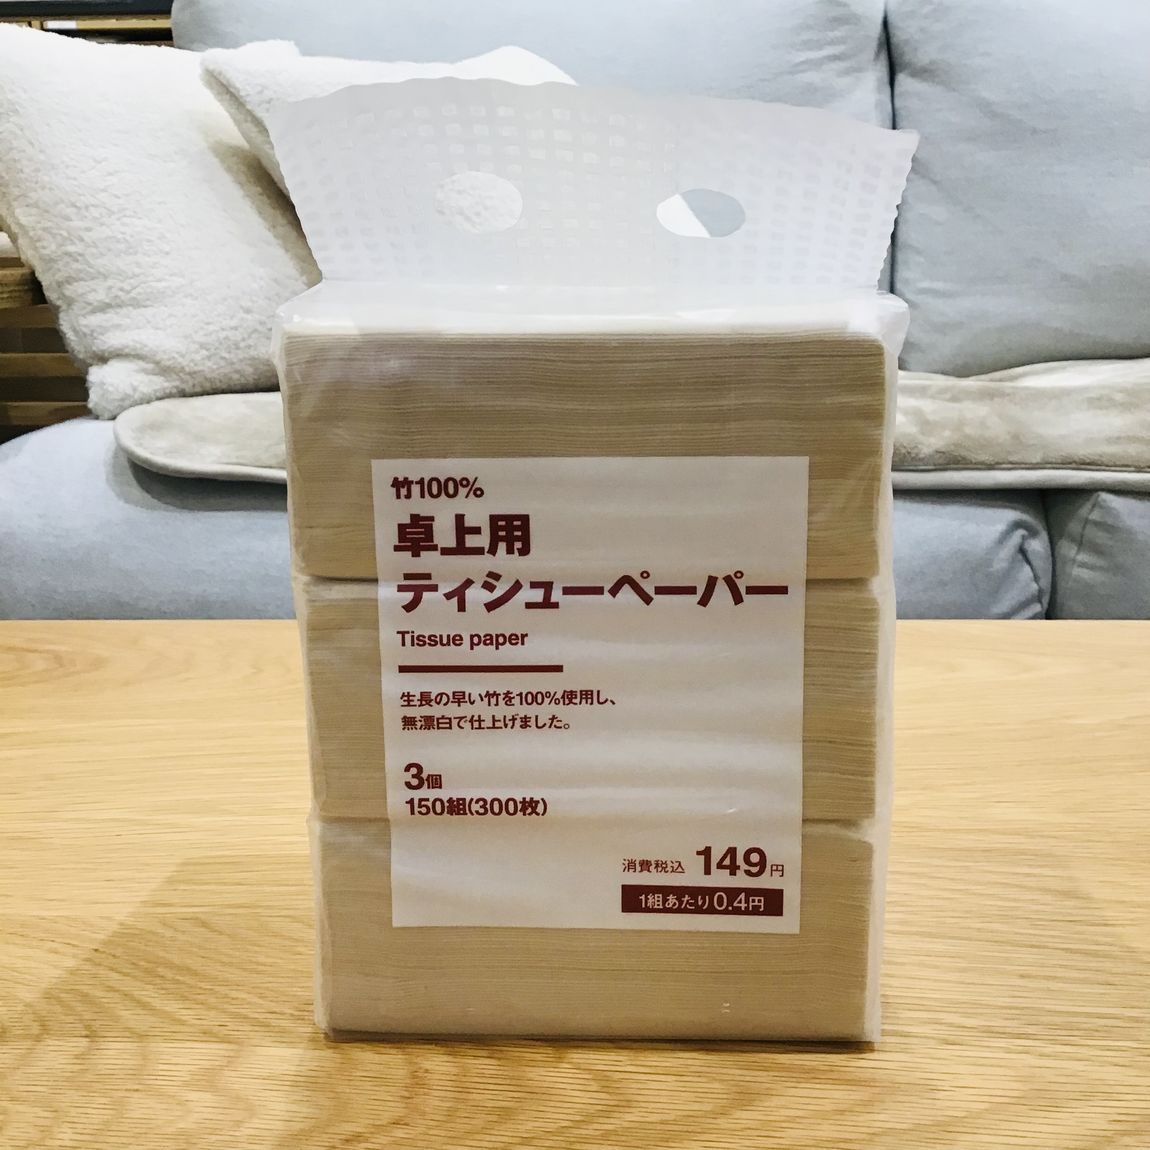 竹100%
卓上用
ティシューペーパー
Tissue paper
生長の早い竹を100%使用し、
無漂白で仕上げました。
3個
150組(300枚)
消費税込 149円
1組あたり0.4円